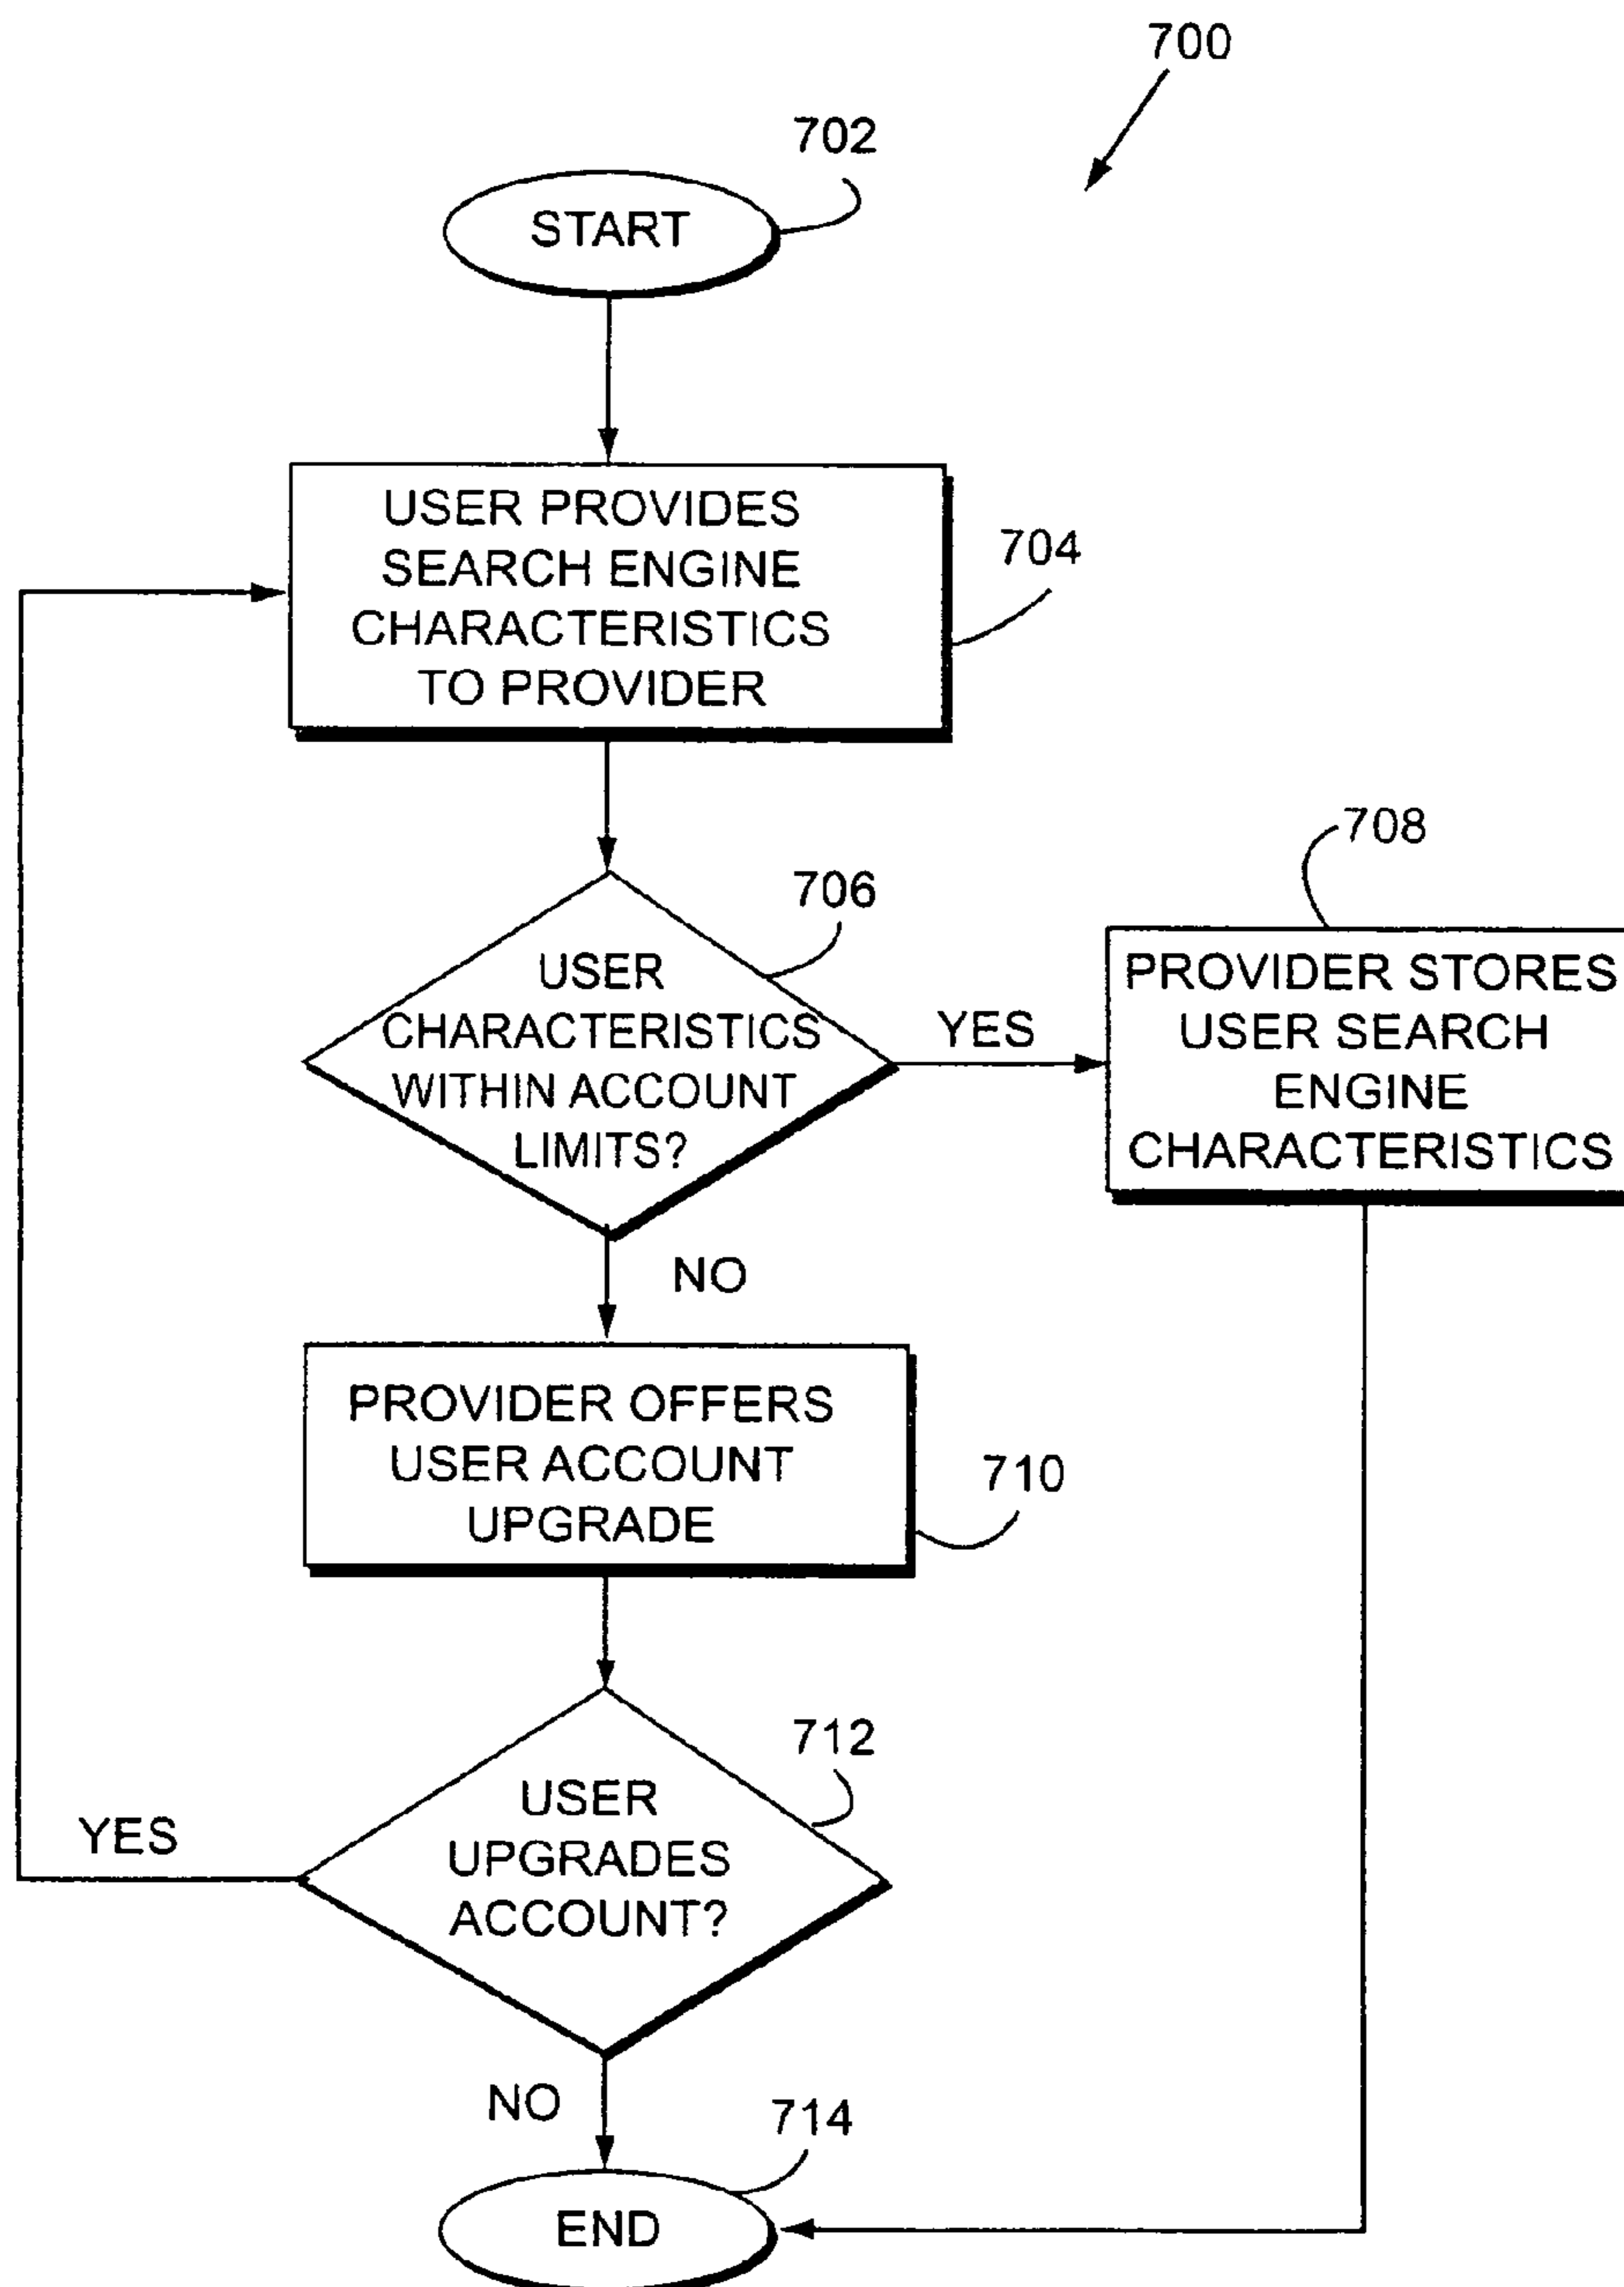 700
702
START
USER PROVIDES
SEARCH ENGINE
CHARACTERISTICS
TO PROVIDER
704
706
USER
CHARACTERISTICS
WITHIN ACCOUNT
LIMITS?
YES
708
PROVIDER STORES
USER SEARCH
ENGINE
CHARACTERISTICS
NO
PROVIDER OFFERS
USER ACCOUNT
UPGRADE
710
712
USER
UPGRADES
ACCOUNT?
YES
NO
714
END